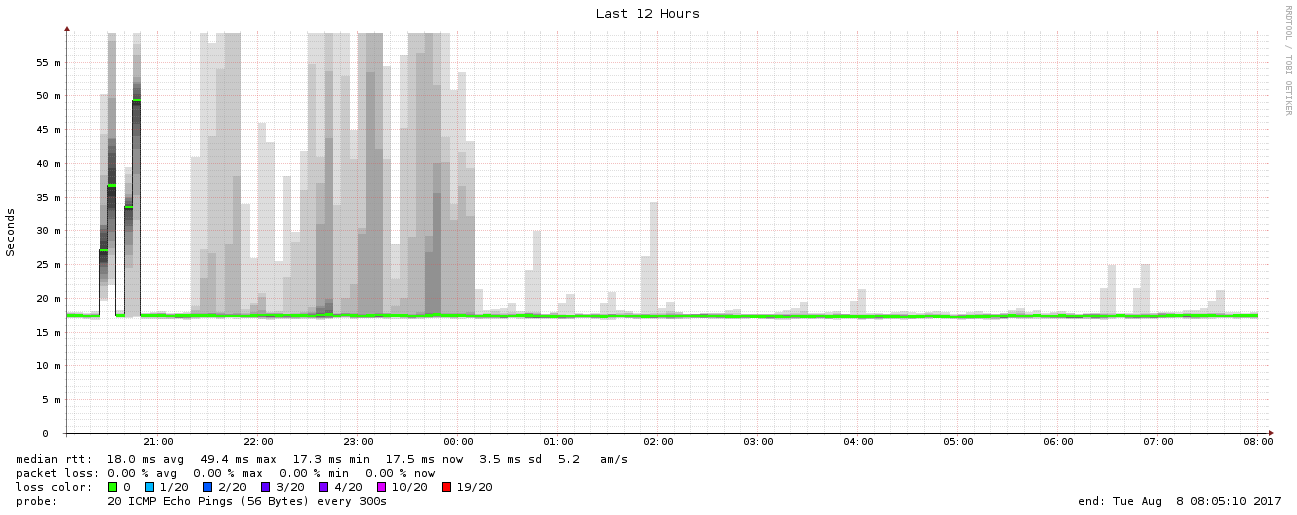 Last 12 Hours
RRDTOOL / TOBI OETIKER
Seconds
55 m
50 m
45 m
40 m
35 m
30 m
25 m
20 m
15 m
10 m
5 m
0
21:00 22:00 23:00 00:00 01:00 02:00 03:00 04:00 05:00 06:00 07:00 08:00
median rtt: 18.0 ms avg 49.4 ms max 17.3 ms min 17.5 ms now 3.5 ms sd 5.2 am/s
packet loss: 0.00 % avg 0.00 % max 0.00 % min 0.00 % now
loss color: 0 1/20 2/20 3/20 4/20 10/20 19/20
probe: 20 ICMP Echo Pings (56 Bytes) every 300s
end: Tue Aug 8 08:05:10 2017